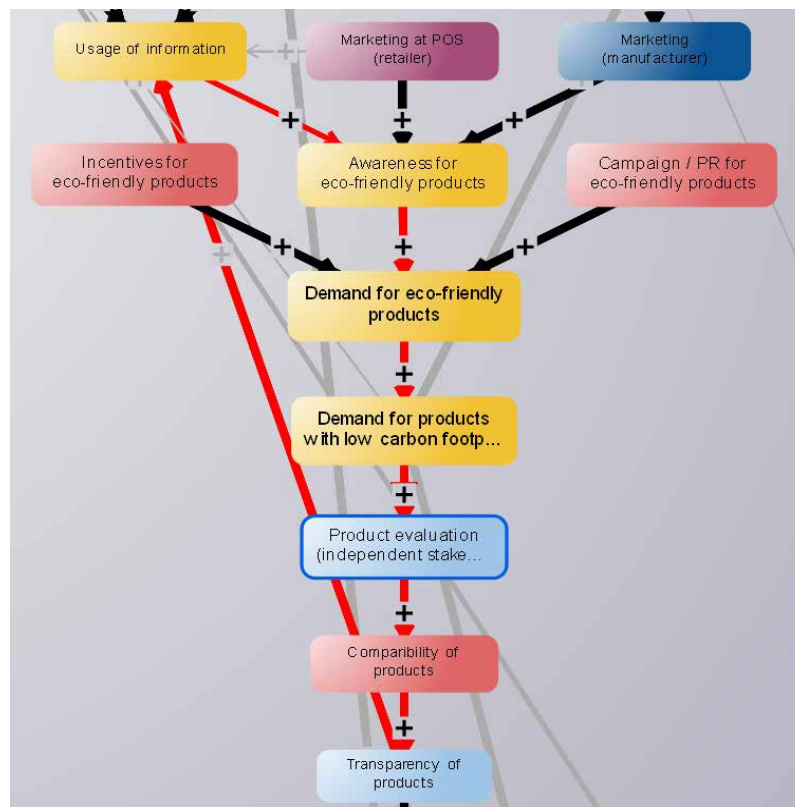 Usage of information
+
Marketing at POS
(retailer)
Marketing
(manufacturer)
+
+
+
+
+
Incentives for
eco-friendly products
Awareness for
eco-friendly products
Campaign / PR for
eco-friendly products
+
+
+
+
Demand for eco-friendly
products
+
Demand for products
with low carbon footp...
+
Product evaluation
(independent stake...
+
Comparibility of
products
+
Transparency of
products